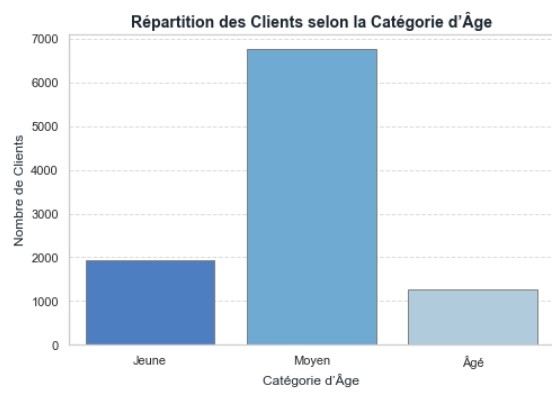 Répartition des Clients selon la Catégorie d'Âge
Nombre de Clients
7000
6000
5000
4000
3000
2000
1000
0
Jeune
Moyen
Âgé
Catégorie d'Âge